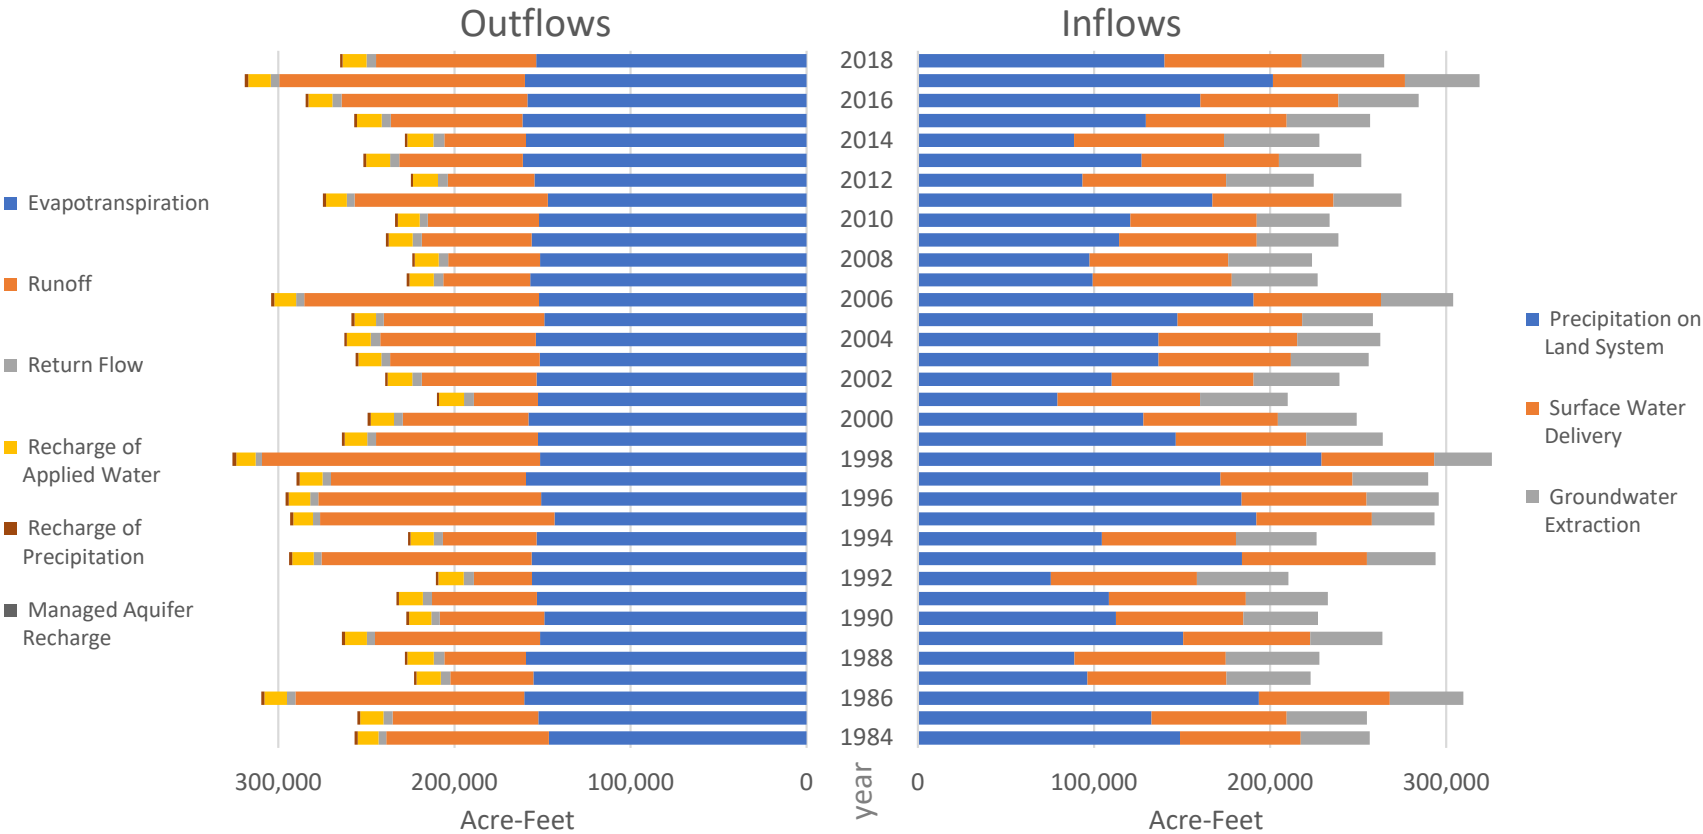 Outflows
Inflows
Evapotranspiration
Runoff
Return Flow
Recharge of
Applied Water
Recharge of
Precipitation
Managed Aquifer
Recharge
2018
2016
2014
2012
2010
2008
2006
2004
2002
2000
1998
1996
1994
1992
1990
1988
1986
1984
year
Precipitation on
Land System
Surface Water
Delivery
Groundwater
Extraction
300,000 200,000 100,000 0
0 100,000 200,000 300,000
Acre-Feet
Acre-Feet